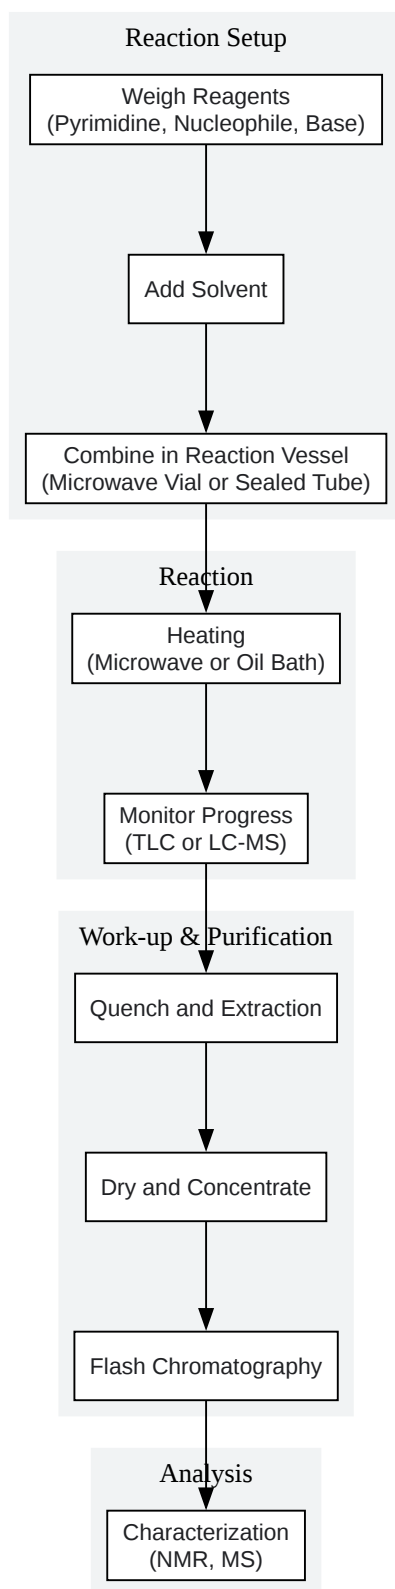 Reaction Setup
Weigh Reagents
(Pyrimidine, Nucleophile, Base)
Add Solvent
Combine in Reaction Vessel
(Microwave Vial or Sealed Tube)
Reaction
Heating
(Microwave or Oil Bath)
Monitor Progress
(TLC or LC-MS)
Work-up & Purification
Quench and Extraction
Dry and Concentrate
Flash Chromatography
Analysis
Characterization
(NMR, MS)